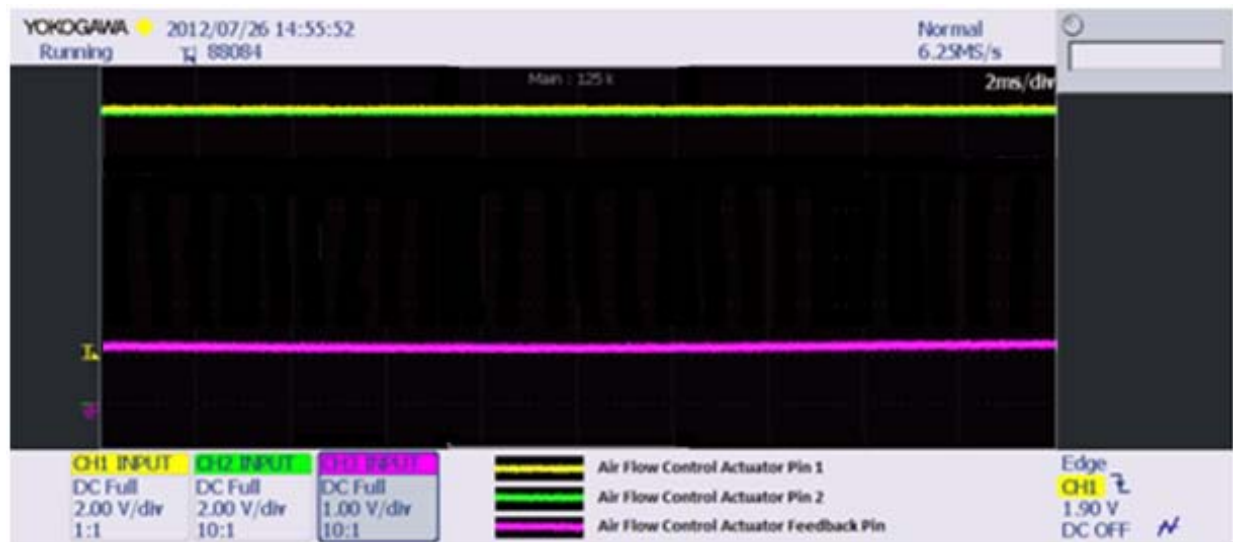 YOKOGAWA 2012/07/26 14:55:52
Running 88084
Normal
6.25MS/s
Main : 125 k
2ms/div
CH1 INPUT
DC Full
2.00 V/div
1:1
CH2 INPUT
DC Full
2.00 V/div
10:1
CH3 INPUT
DC Full
1.00 V/div
10:1
Air Flow Control Actuator Pin 1
Air Flow Control Actuator Pin 2
Air Flow Control Actuator Feedback Pin
Edge
CH1
1.90 V
DC OFF